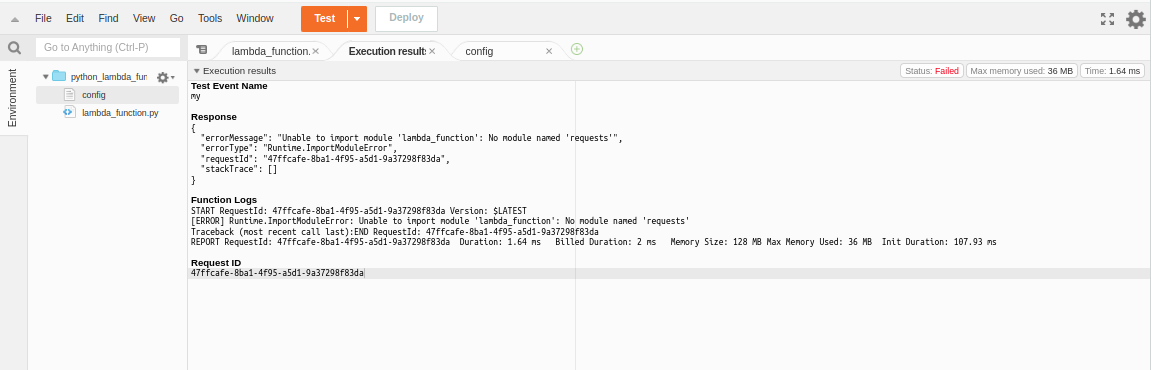 File Edit Find View Go Tools Window Test Deploy
Go to Anything (Ctrl-P)
lambda_function. Execution result config
Environment
python_lambda_fun
config
lambda_function.py
Execution results Status: Failed Max memory used: 36 MB Time: 1.64 ms
Test Event Name
my
Response
{
"errorMessage": "Unable to import module 'lambda_function': No module named 'requests'",
"errorType": "Runtime.ImportModuleError",
"requestId": "47ffcafe-8ba1-4f95-a5d1-9a37298f83da",
"stackTrace": []
}
Function Logs
START RequestId: 47ffcafe-8ba1-4f95-a5d1-9a37298f83da Version: $LATEST
[ERROR] Runtime.ImportModuleError: Unable to import module 'lambda_function': No module named 'requests'
Traceback (most recent call last):END RequestId: 47ffcafe-8ba1-4f95-a5d1-9a37298f83da
REPORT RequestId: 47ffcafe-8ba1-4f95-a5d1-9a37298f83da Duration: 1.64 ms Billed Duration: 2 ms Memory Size: 128 MB Max Memory Used: 36 MB Init Duration: 107.93 ms
Request ID
47ffcafe-8ba1-4f95-a5d1-9a37298f83da